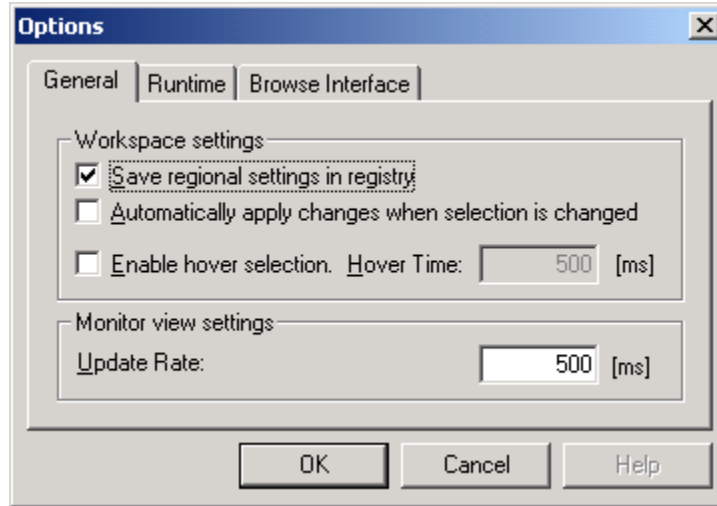 Options
General Runtime Browse Interface
Workspace settings
Save regional settings in registry
Automatically apply changes when selection is changed
Enable hover selection. Hover Time: 500 [ms]
Monitor view settings
Update Rate: 500 [ms]
OK Cancel Help